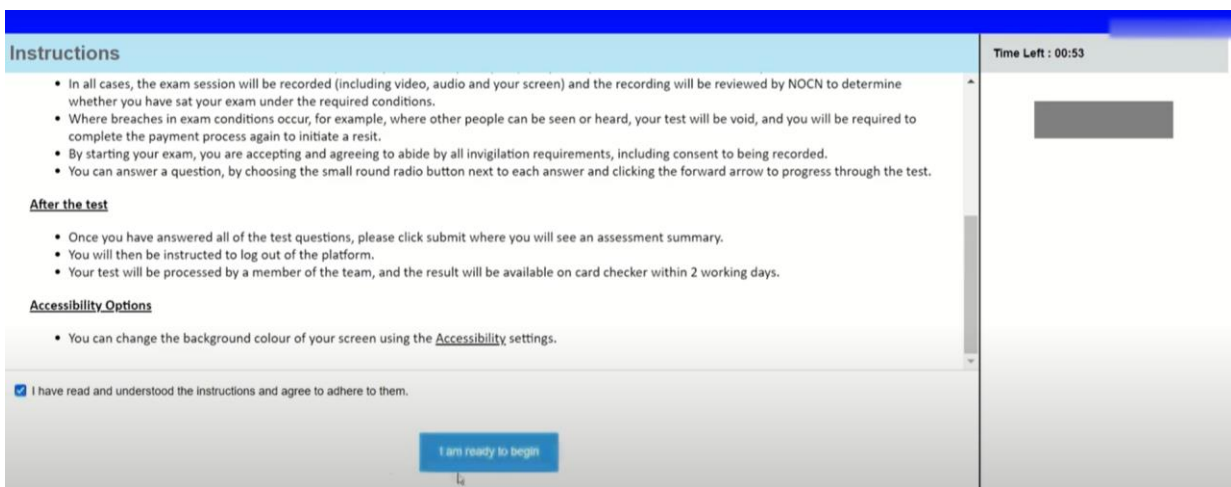 Instructions
Time Left : 00:53
• In all cases, the exam session will be recorded (including video, audio and your screen) and the recording will be reviewed by NOCN to determine
whether you have sat your exam under the required conditions.
• Where breaches in exam conditions occur, for example, where other people can be seen or heard, your test will be void, and you will be required to
complete the payment process again to initiate a resit.
• By starting your exam, you are accepting and agreeing to abide by all invigilation requirements, including consent to being recorded.
• You can answer a question, by choosing the small round radio button next to each answer and clicking the forward arrow to progress through the test.
After the test
• Once you have answered all of the test questions, please click submit where you will see an assessment summary.
• You will then be instructed to log out of the platform.
• Your test will be processed by a member of the team, and the result will be available on card checker within 2 working days.
Accessibility Options
• You can change the background colour of your screen using the Accessibility settings.
I have read and understood the instructions and agree to adhere to them.
I am ready to begin